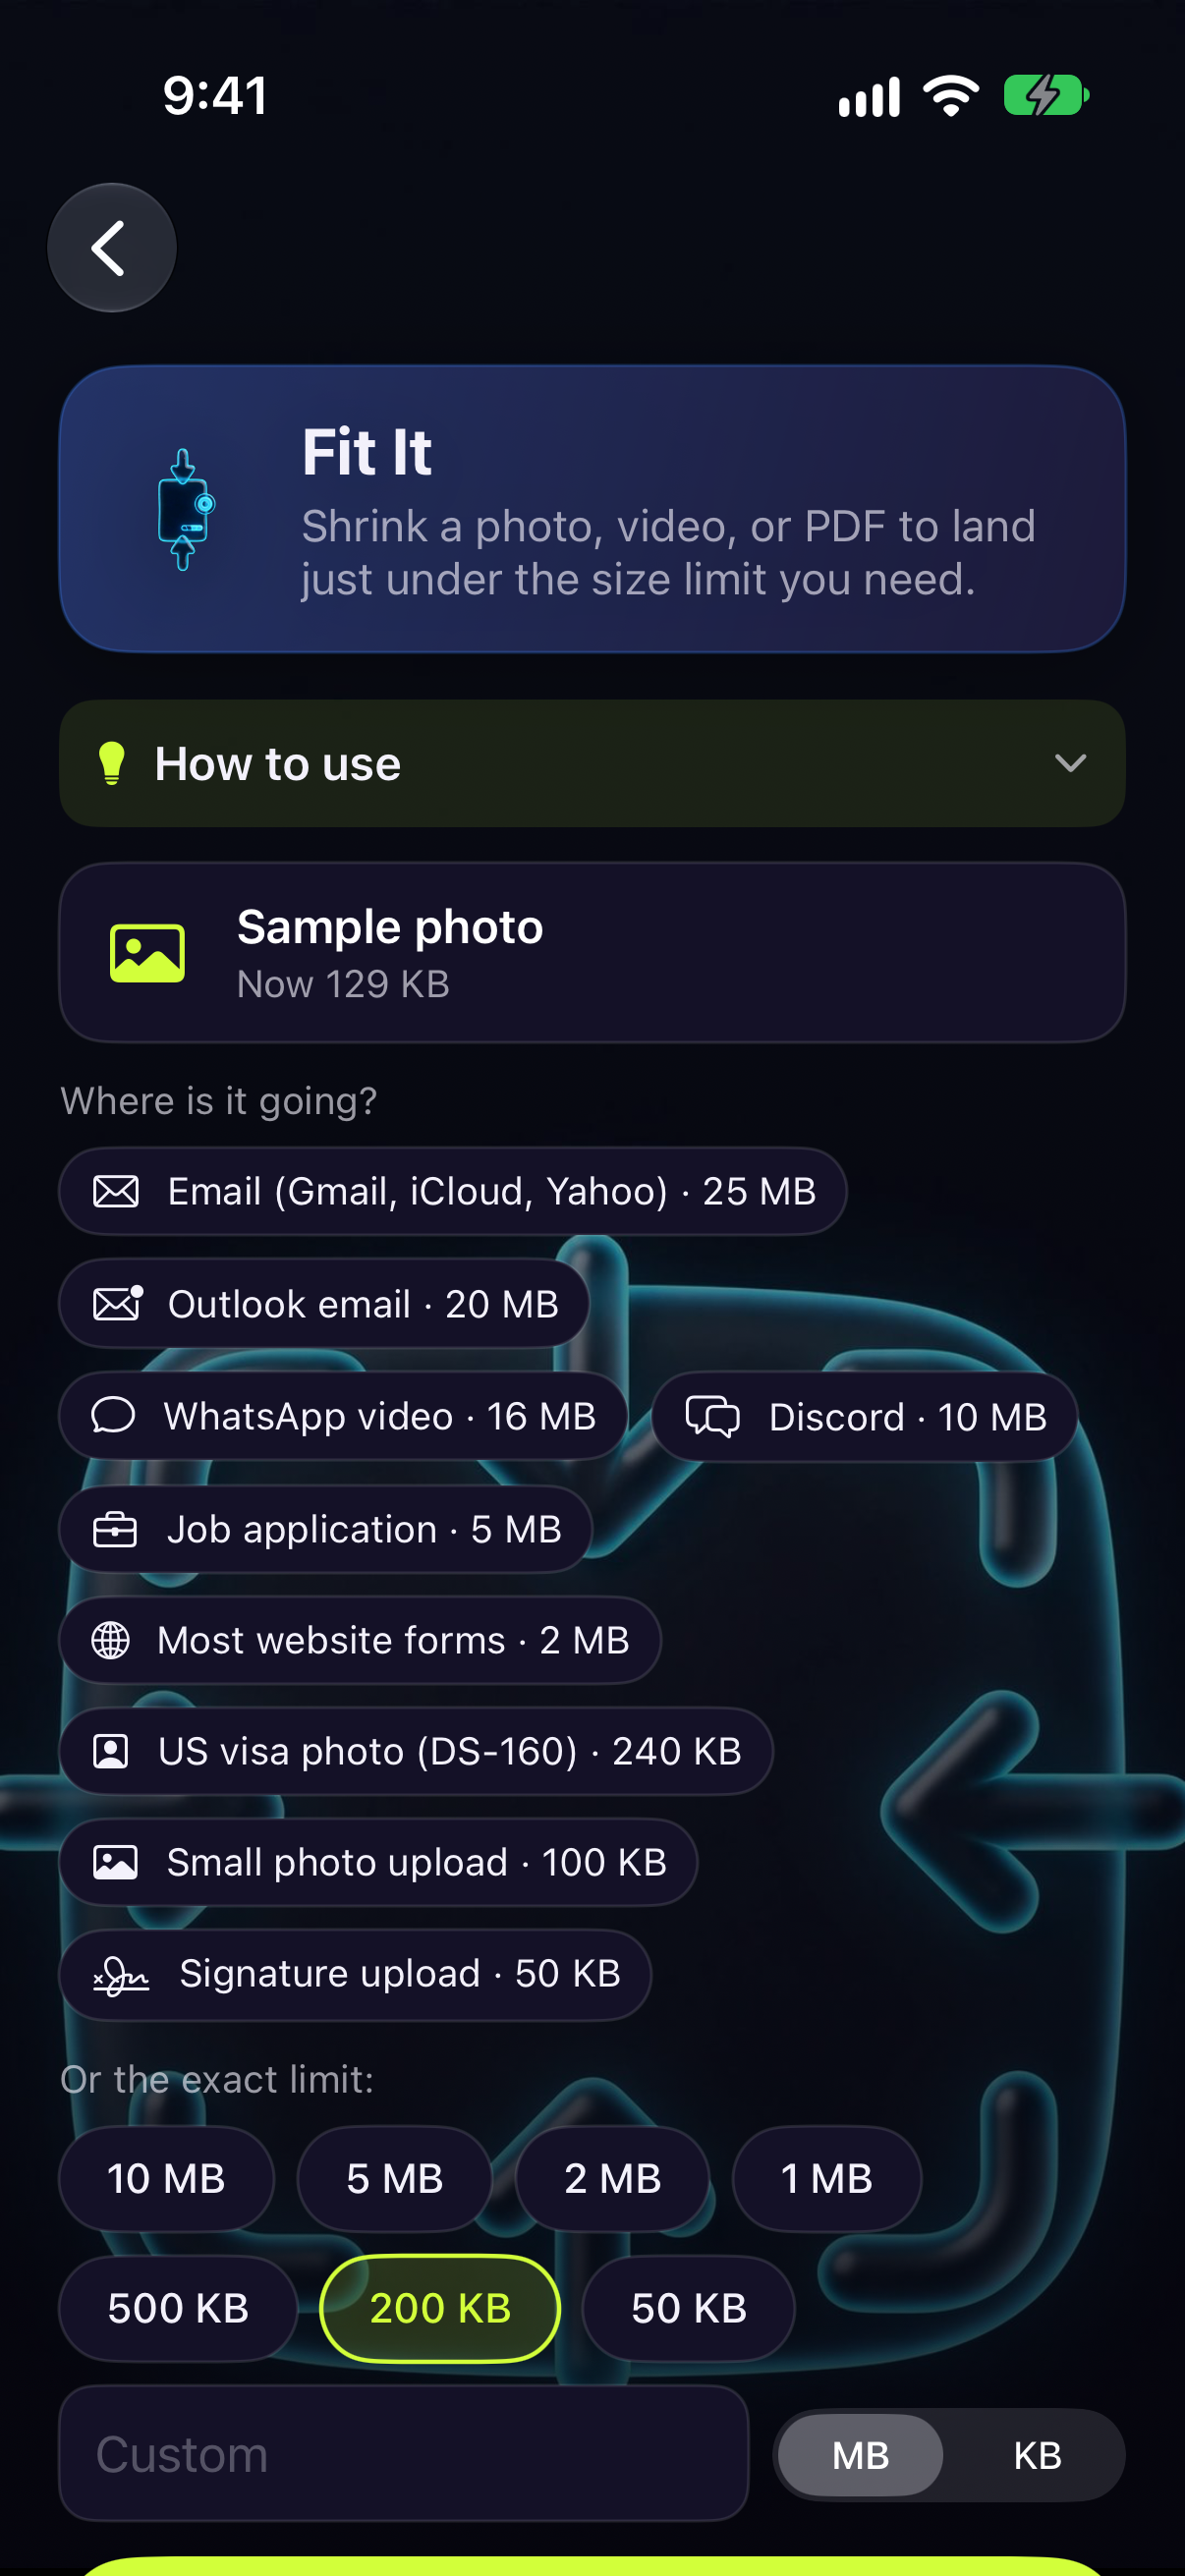 9:41
Fit It
Shrink a photo, video, or PDF to land
just under the size limit you need.
How to use
Sample photo
Now 129 KB
Where is it going?
Email (Gmail, iCloud, Yahoo) · 25 MB
Outlook email · 20 MB
WhatsApp video · 16 MB
Discord · 10 MB
Job application · 5 MB
Most website forms · 2 MB
US visa photo (DS-160) · 240 KB
Small photo upload · 100 KB
Signature upload · 50 KB
Or the exact limit:
10 MB
5 MB
2 MB
1 MB
500 KB
200 KB
50 KB
Custom
MB
KB